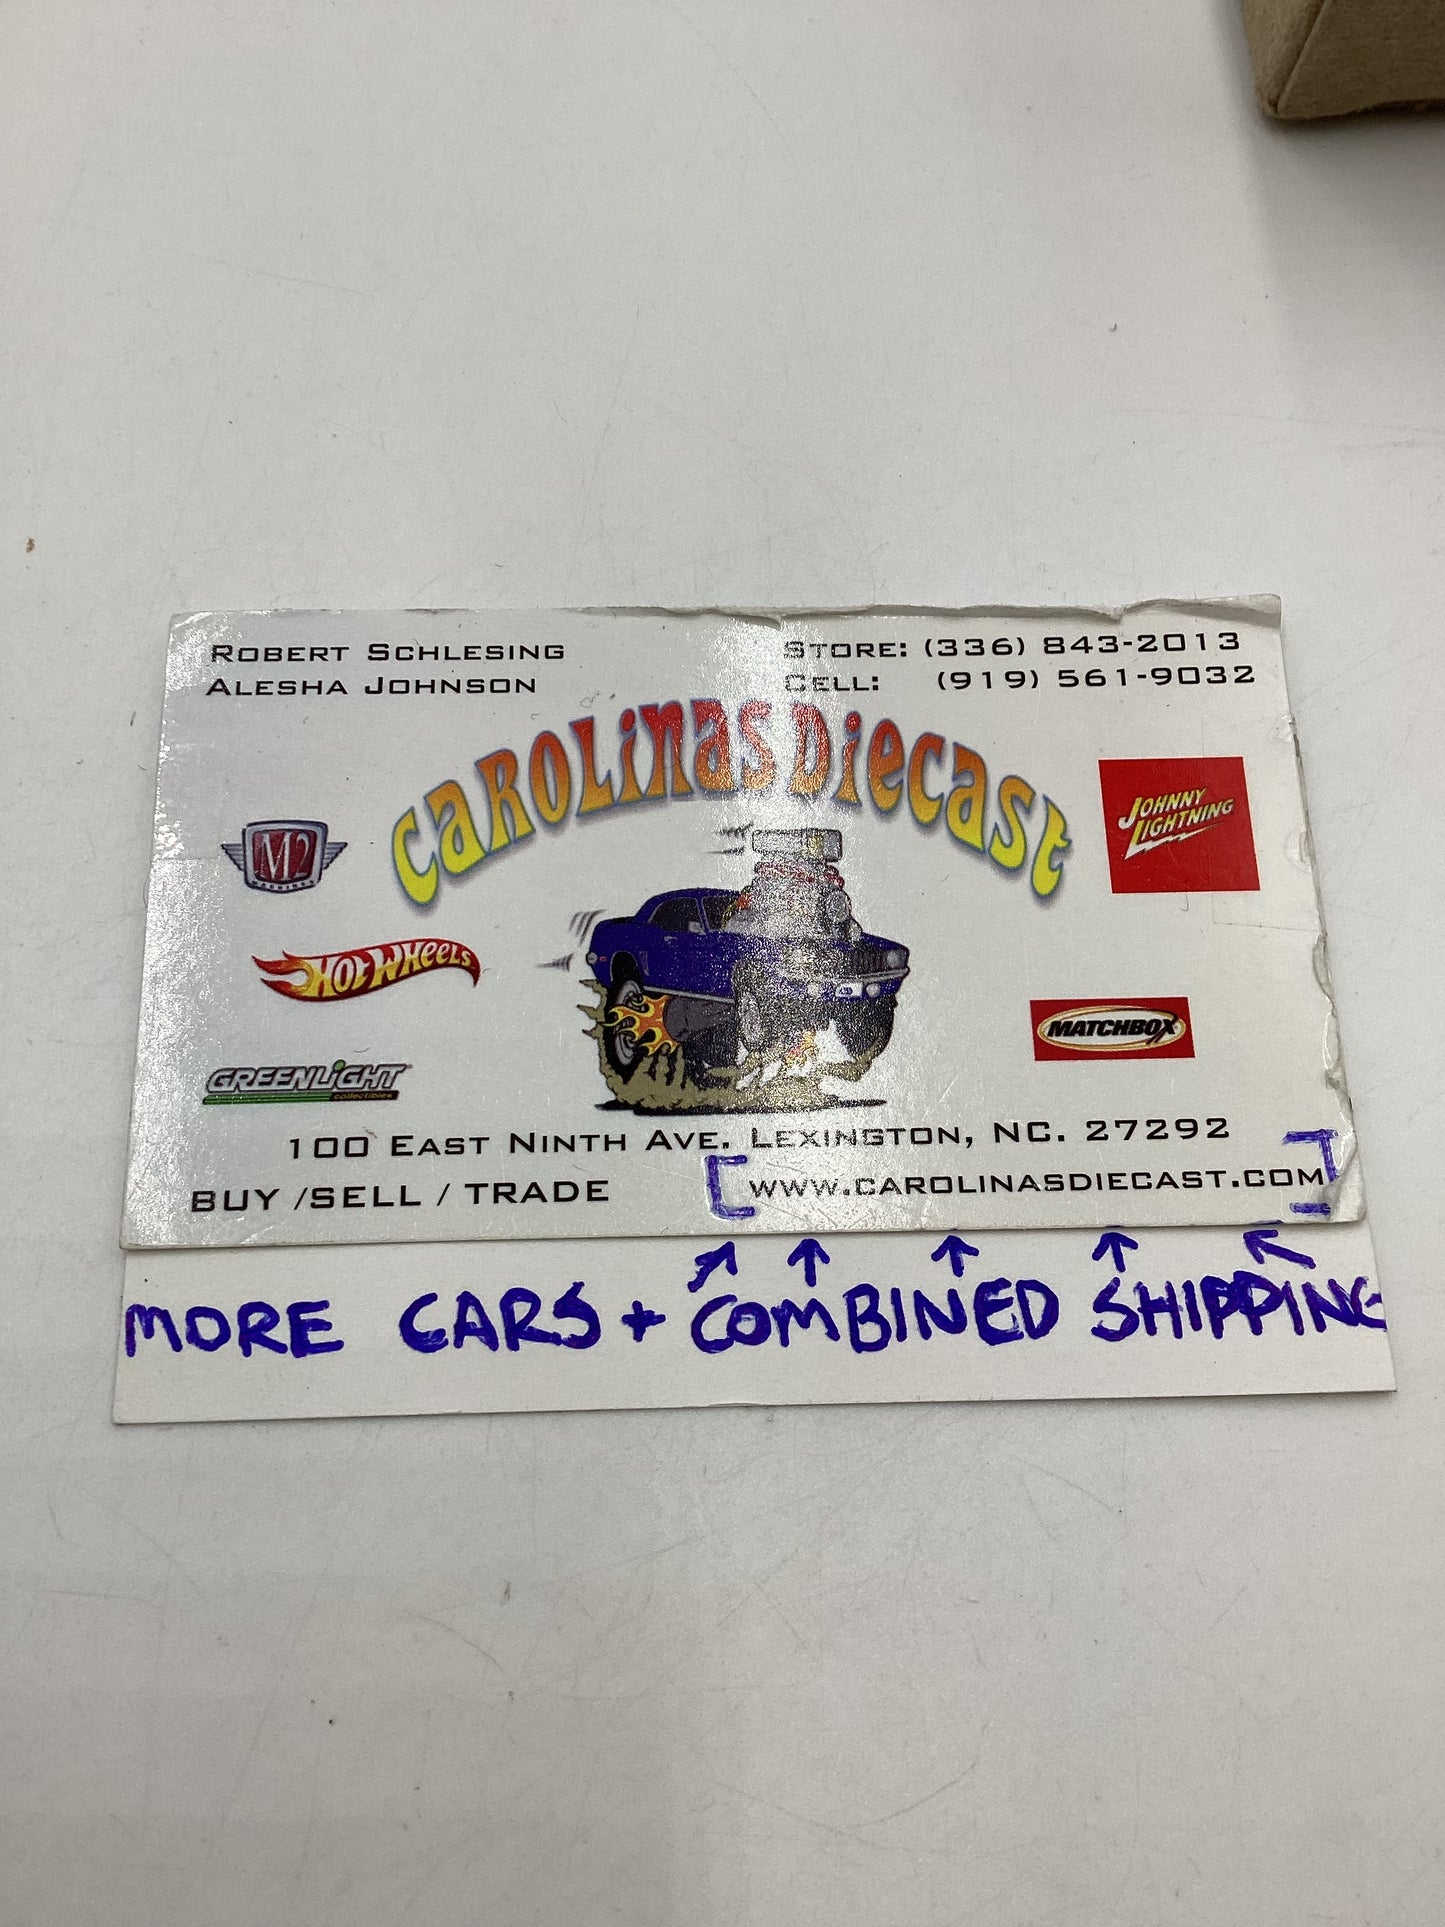 ROBERT SCHLESING
ALESHA JOHNSON
STORE: (336) 843-2013
CELL: (919) 561-9032
CAROLINAS DIECAST
M2
MACHINES
JOHNNY
LIGHTNING
HOT WHEELS
MATCHBOX
GREENLIGHT
collectibles
100 EAST NINTH AVE. LEXINGTON, NC. 27292
BUY /SELL / TRADE
WWW.CAROLINASDIECAST.COM
MORE CARS + COMBINED SHIPPING